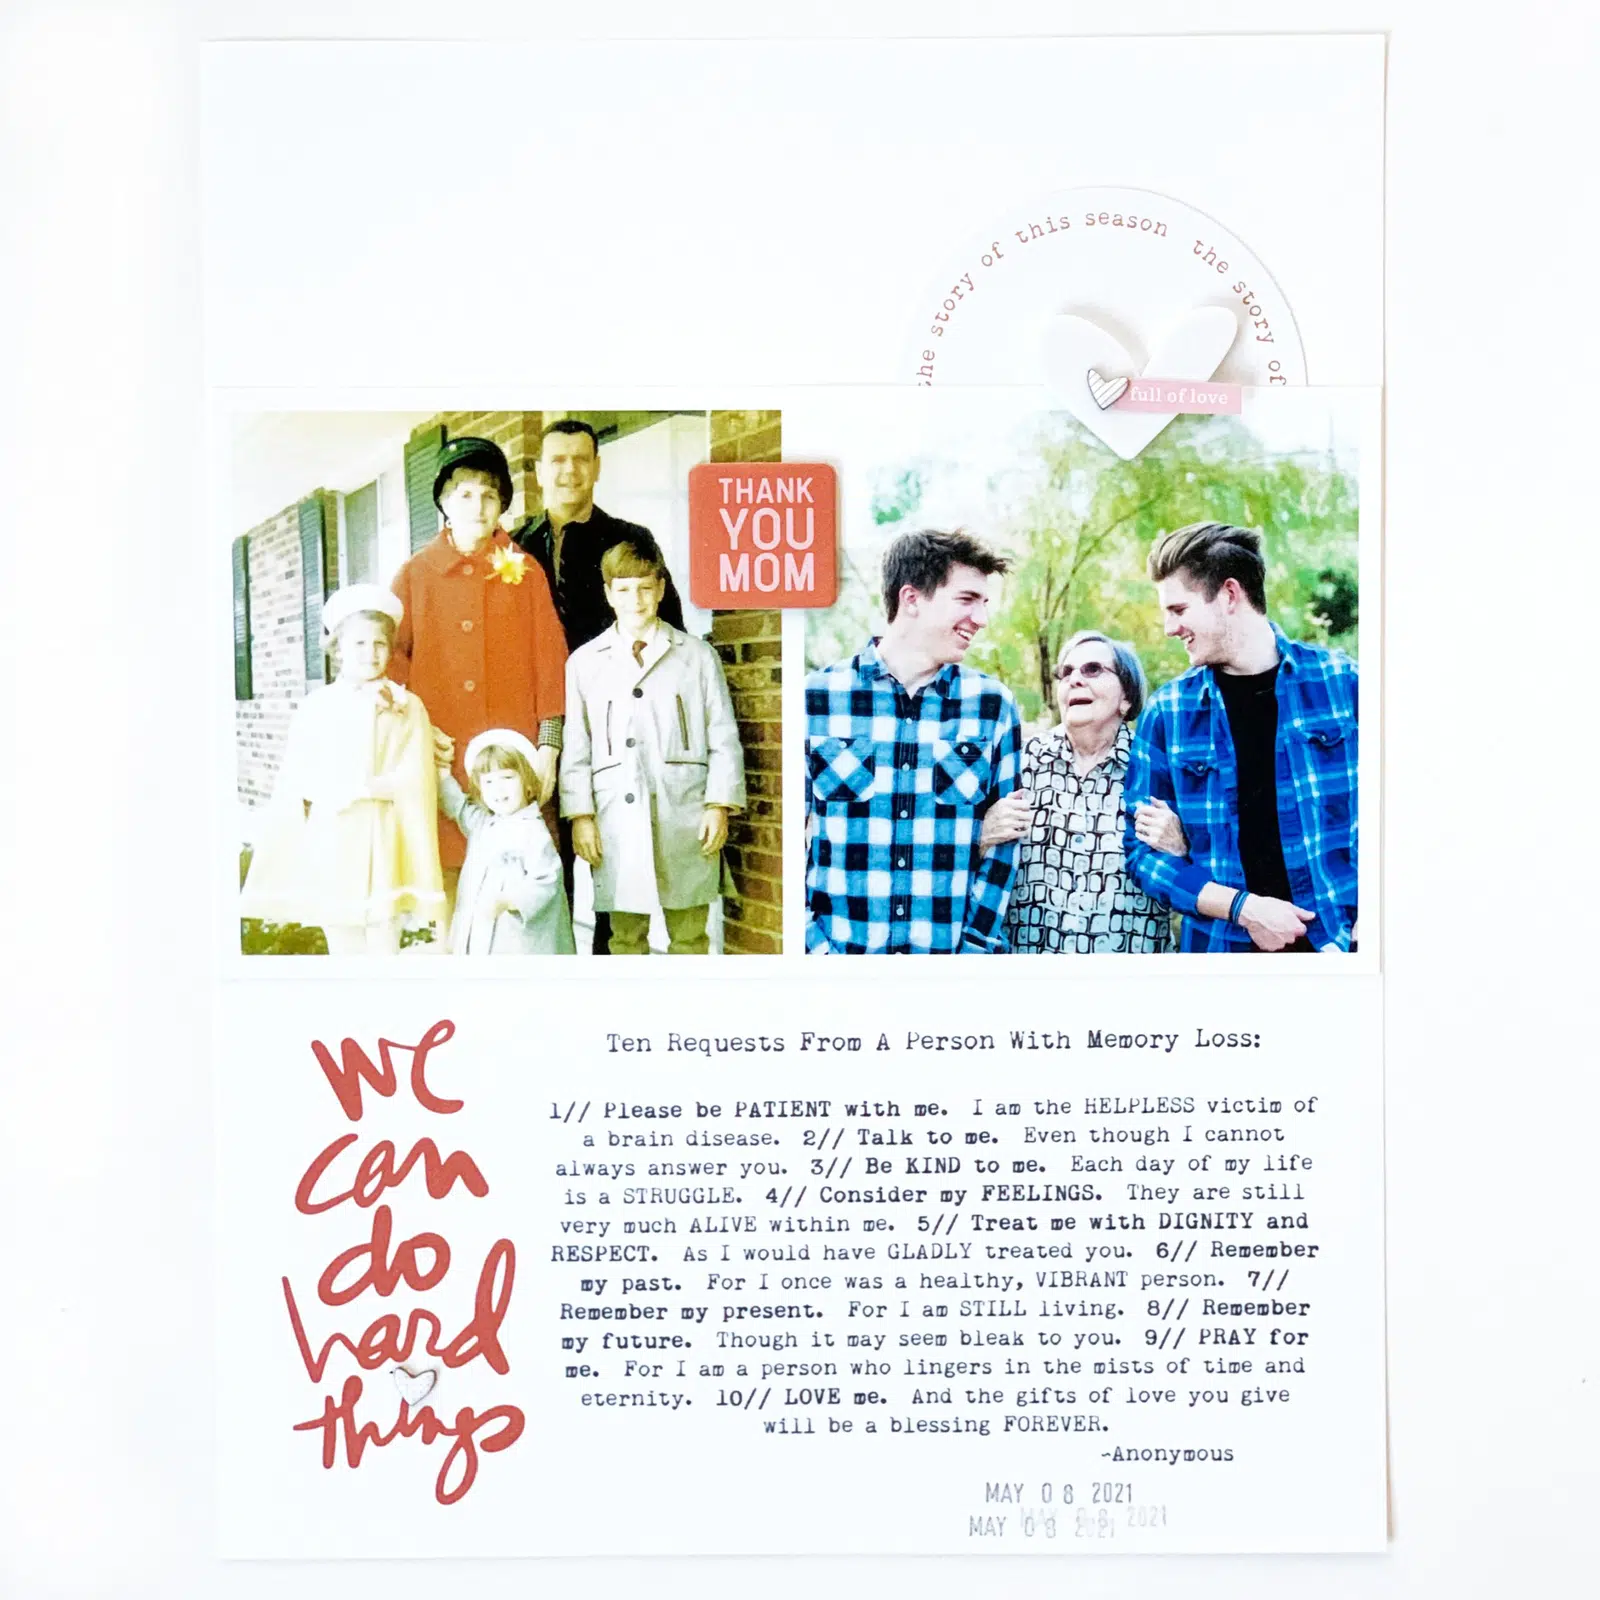 the story of this season the story of
full of love
THANK
YOU
MOM
we
can
do
hard
things
Ten Requests From A Person With Memory Loss:
1// Please be PATIENT with me. I am the HELPLESS victim of
a brain disease. 2// Talk to me. Even though I cannot
always answer you. 3// Be KIND to me. Each day of my life
is a STRUGGLE. 4// Consider my FEELINGS. They are still
very much ALIVE within me. 5// Treat me with DIGNITY and
RESPECT. As I would have GLADLY treated you. 6// Remember
my past. For I once was a healthy, VIBRANT person. 7//
Remember my present. For I am STILL living. 8// Remember
my future. Though it may seem bleak to you. 9// PRAY for
me. For I am a person who lingers in the mists of time and
eternity. 10// LOVE me. And the gifts of love you give
will be a blessing FOREVER.
~Anonymous
MAY 08 2021
MAY 08 2021
MAY 08 2021